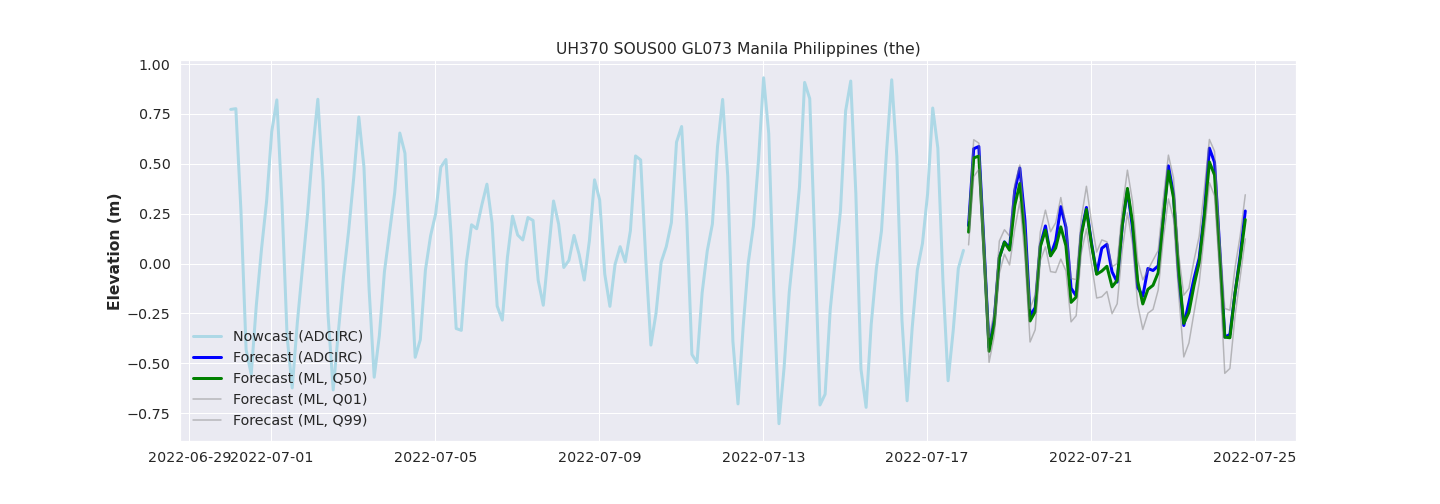 UH370 SOUS00 GL073 Manila Philippines (the)
1.00
0.75
0.50
0.25
0.00
−0.25
−0.50
−0.75
Elevation (m)
Nowcast (ADCIRC)
Forecast (ADCIRC)
Forecast (ML, Q50)
Forecast (ML, Q01)
Forecast (ML, Q99)
2022-06-29 2022-07-01 2022-07-05 2022-07-09 2022-07-13 2022-07-17 2022-07-21 2022-07-25